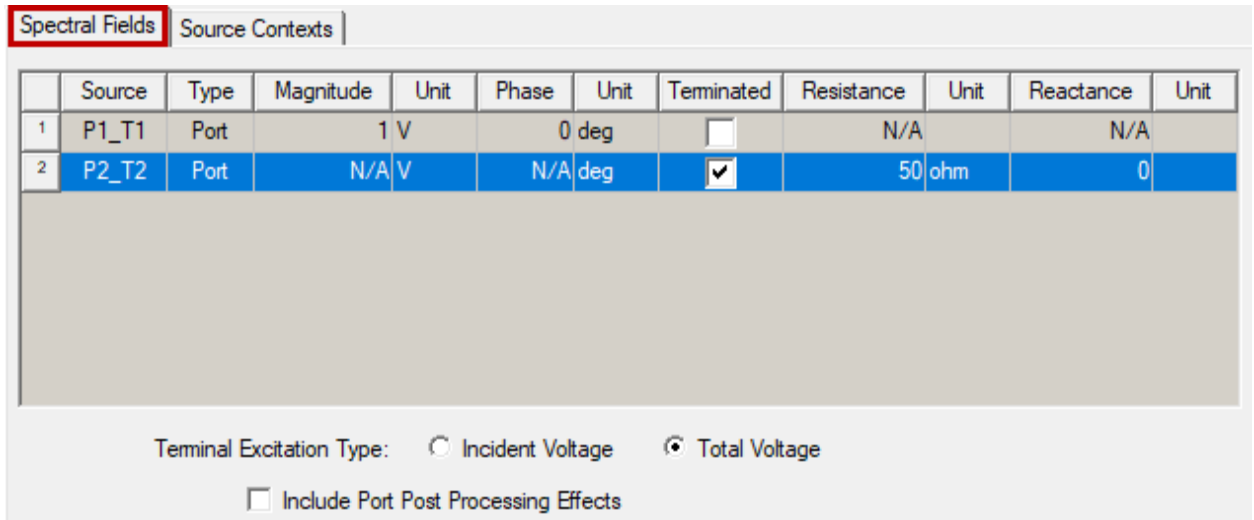 Spectral Fields Source Contexts
Source Type Magnitude Unit Phase Unit Terminated Resistance Unit Reactance Unit
1 P1_T1 Port 1 V 0 deg N/A N/A
2 P2_T2 Port N/A V N/A deg 50 ohm 0
Terminal Excitation Type: Incident Voltage Total Voltage
Include Port Post Processing Effects